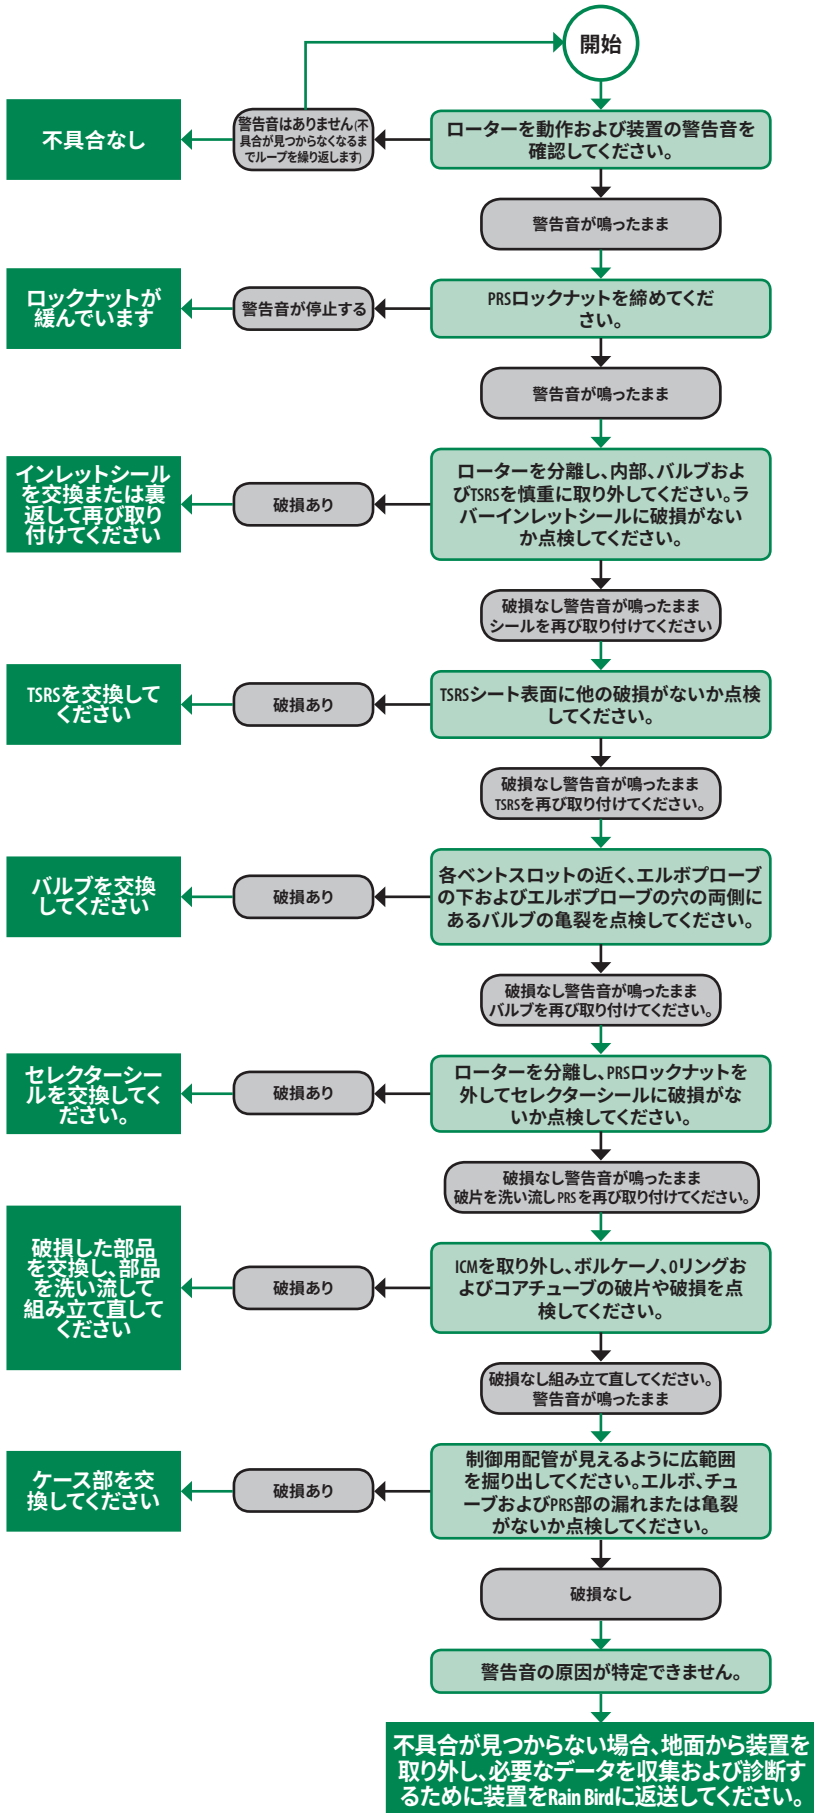 開始
ローターを動作および装置の警告音を
確認してください。
警告音はありません(不
具合が見つからなくなるま
でループを繰り返します)
不具合なし
警告音が鳴ったまま
PRSロックナットを締めてくだ
さい。
警告音が停止する
ロックナットが
緩んでいます
警告音が鳴ったまま
ローターを分離し、内部、バルブおよ
びTSRSを慎重に取り外してください。ラ
バーインレットシールに破損がない
か点検してください。
破損あり
インレットシール
を交換または裏
返して再び取り
付けてください
破損なし警告音が鳴ったまま
シールを再び取り付けてください
TSRSシート表面に他の破損がないか点検
してください。
破損あり
TSRSを交換して
ください
破損なし警告音が鳴ったまま
TSRSを再び取り付けてください。
各ベントスロットの近く、エルボプローブ
の下およびエルボプローブの穴の両側に
あるバルブの亀裂を点検してください。
破損あり
バルブを交換
してください
破損なし警告音が鳴ったまま
バルブを再び取り付けてください。
ローターを分離し、PRSロックナットを
外してセレクターシールに破損がな
いか点検してください。
破損あり
セレクターシー
ルを交換してく
ださい。
破損なし警告音が鳴ったまま
破片を洗い流しPRSを再び取り付けてください。
ICMを取り外し、ボルケーノ、Oリングお
よびコアチューブの破片や破損を点
検してください。
破損あり
破損した部品
を交換し、部品
を洗い流して
組み立て直して
ください
破損なし組み立て直してください。
警告音が鳴ったまま
制御用配管が見えるように広範囲
を掘り出してください。エルボ、チュ
ーブおよびPRS部の漏れまたは亀裂
がないか点検してください。
破損あり
ケース部を交
換してください
破損なし
警告音の原因が特定できません。
不具合が見つからない場合、地面から装置を
取り外し、必要なデータを収集および診断す
るために装置をRain Birdに返送してください。